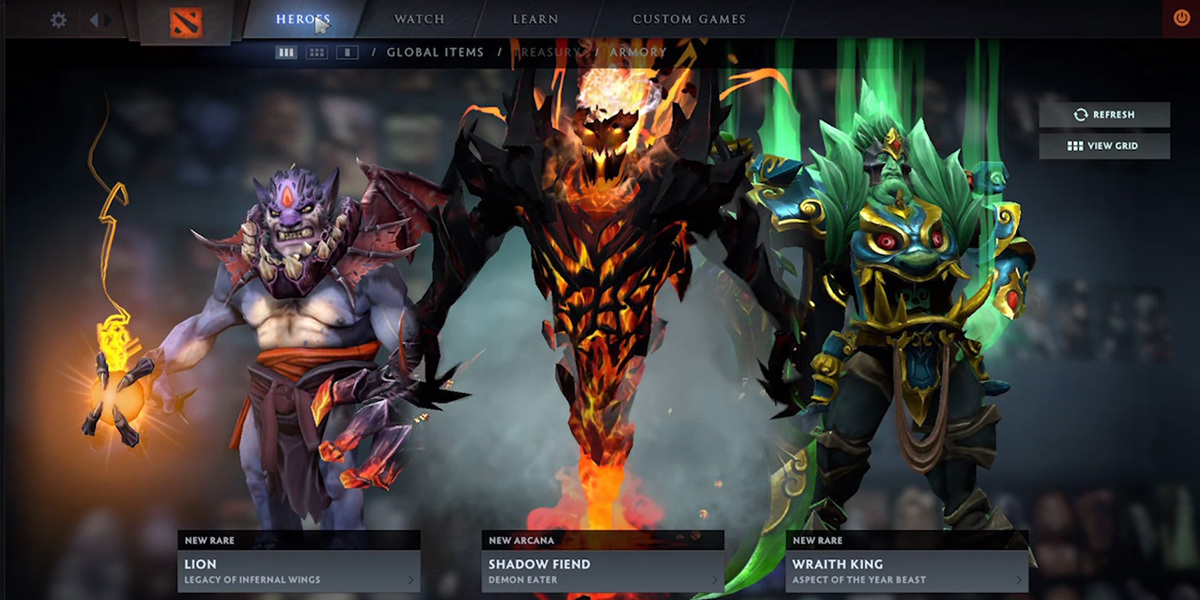 HEROES
WATCH
LEARN
CUSTOM GAMES
/ GLOBAL ITEMS / TREASURY / ARMORY
REFRESH
VIEW GRID
NEW RARE
LION
LEGACY OF INFERNAL WINGS
NEW ARCANA
SHADOW FIEND
DEMON EATER
NEW RARE
WRAITH KING
ASPECT OF THE YEAR BEAST